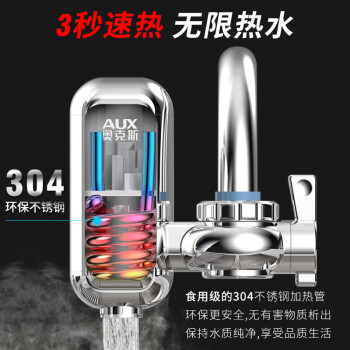 3秒速热 无限热水
AUX
奥克斯
304
环保不锈钢
食用级的304不锈钢加热管
环保更安全,无有害物质析出
保持水质纯净,享受品质生活